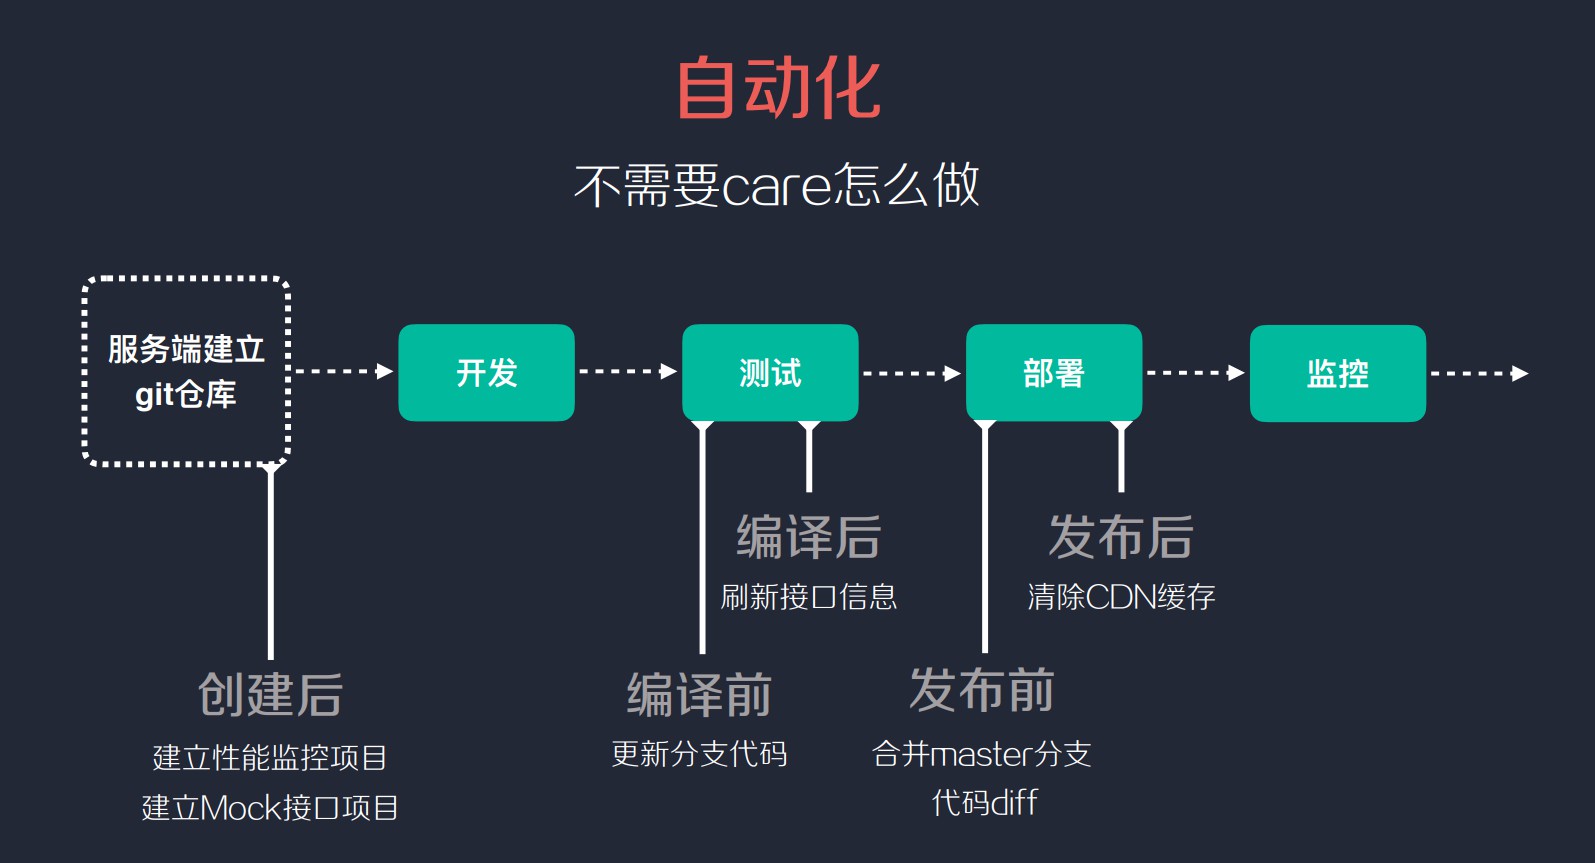 自动化
不需要care怎么做
服务端建立
git仓库
开发
测试
部署
监控
编译后
刷新接口信息
发布后
清除CDN缓存
创建后
建立性能监控项目
建立Mock接口项目
编译前
更新分支代码
发布前
合并master分支
代码diff